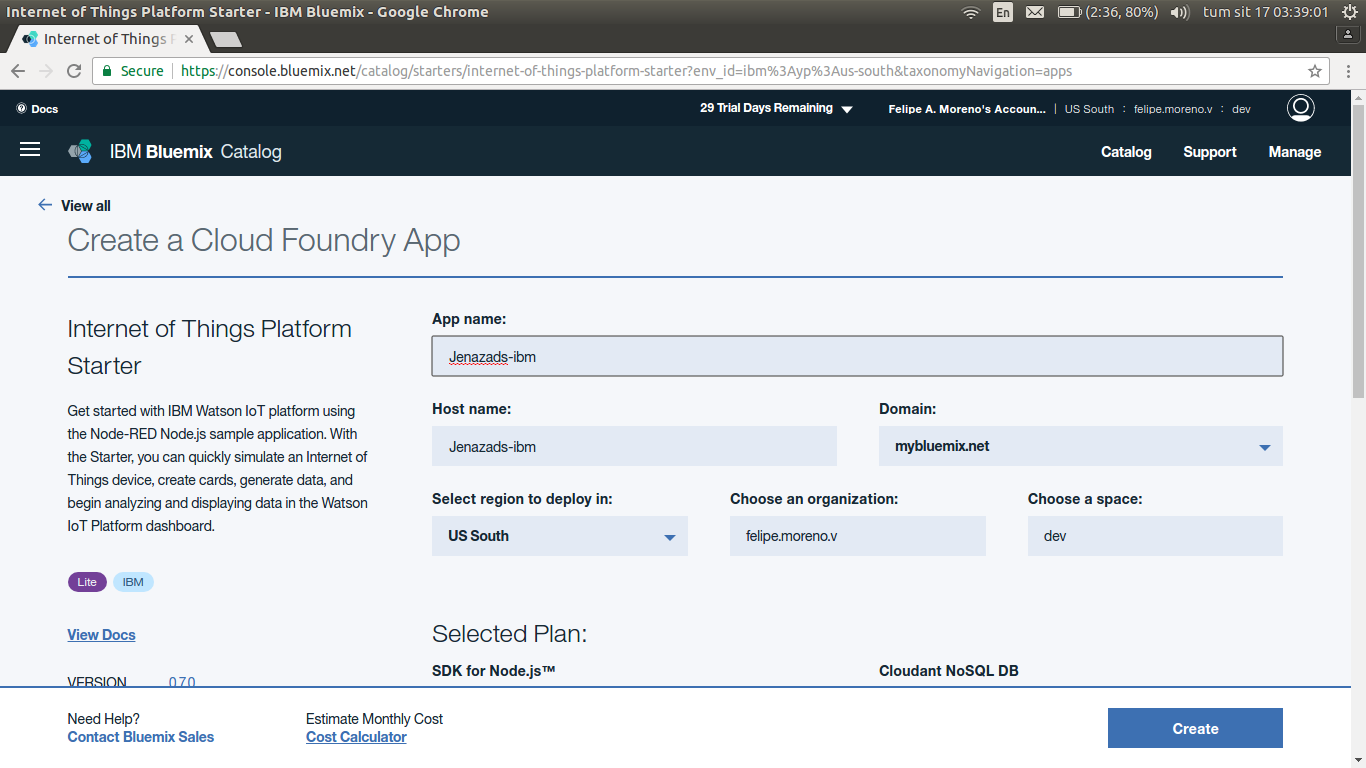 Internet of Things Platform Starter - IBM Bluemix - Google Chrome
En
(2:36, 80%)
tum sit 17 03:39:01
Internet of Things
Secure
https://console.bluemix.net/catalog/starters/internet-of-things-platform-starter?env_id=ibm%3Ayp%3Aus-south&taxonomyNavigation=apps
Docs
29 Trial Days Remaining
Felipe A. Moreno's Accoun... | US South : felipe.moreno.v : dev
IBM Bluemix Catalog
Catalog
Support
Manage
View all
Create a Cloud Foundry App
Internet of Things Platform
Starter
Get started with IBM Watson IoT platform using
the Node-RED Node.js sample application. With
the Starter, you can quickly simulate an Internet of
Things device, create cards, generate data, and
begin analyzing and displaying data in the Watson
IoT Platform dashboard.
Lite
IBM
View Docs
VERSION 0.7.0
App name:
Jenazads-ibm
Host name:
Jenazads-ibm
Domain:
mybluemix.net
Select region to deploy in:
US South
Choose an organization:
felipe.moreno.v
Choose a space:
dev
Selected Plan:
SDK for Node.js™
Cloudant NoSQL DB
Need Help?
Contact Bluemix Sales
Estimate Monthly Cost
Cost Calculator
Create